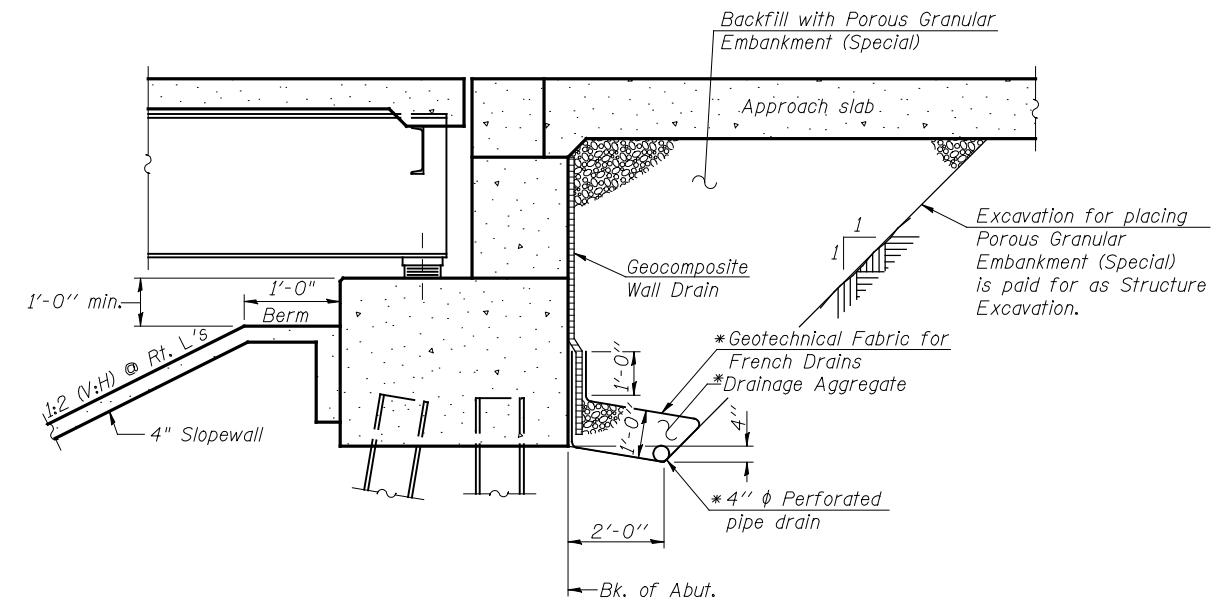 Backfill with Porous Granular
Embankment (Special)
Approach slab
1
1
Excavation for placing
Porous Granular
Embankment (Special)
is paid for as Structure
Excavation.
Geocomposite
Wall Drain
1'-0" min.
1'-0"
Berm
1:2 (V:H) @ Rt. L's
4" Slopewall
*Geotechnical Fabric for
French Drains
*Drainage Aggregate
1'-0"
1'-0"
4"
*4" ϕ Perforated
pipe drain
2'-0"
Bk. of Abut.